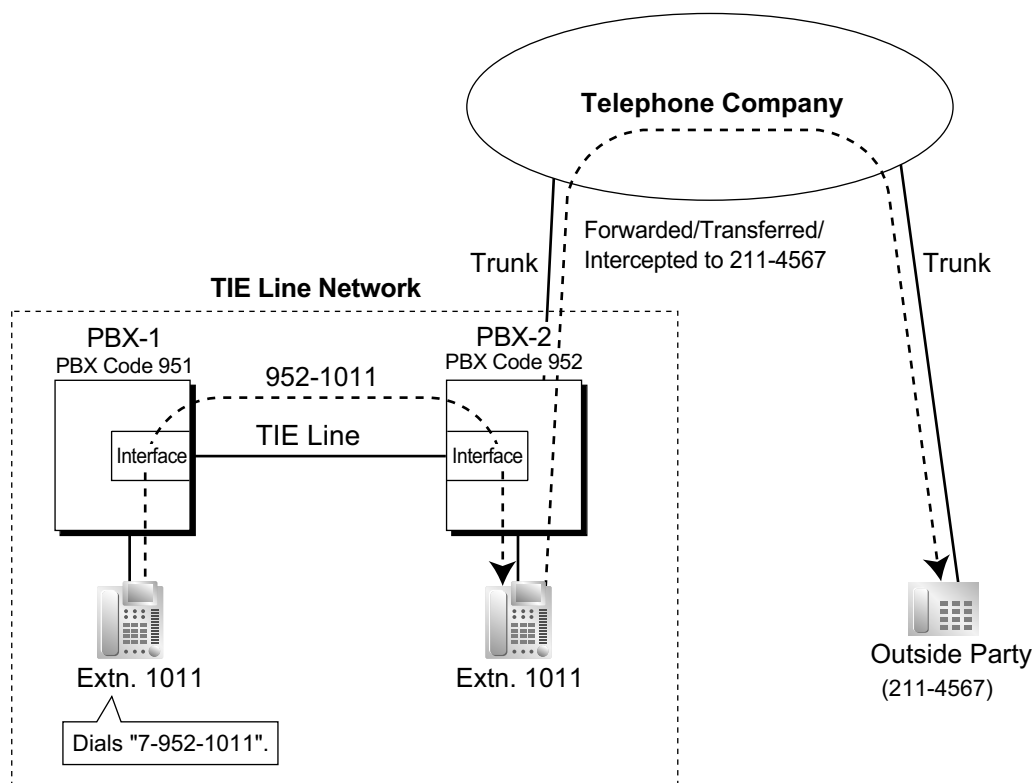 Telephone Company
Forwarded/Transferred/
Intercepted to 211-4567
Trunk
Trunk
TIE Line Network
PBX-1
PBX Code 951
PBX-2
PBX Code 952
952-1011
TIE Line
Interface
Interface
Extn. 1011
Extn. 1011
Outside Party
(211-4567)
Dials "7-952-1011".